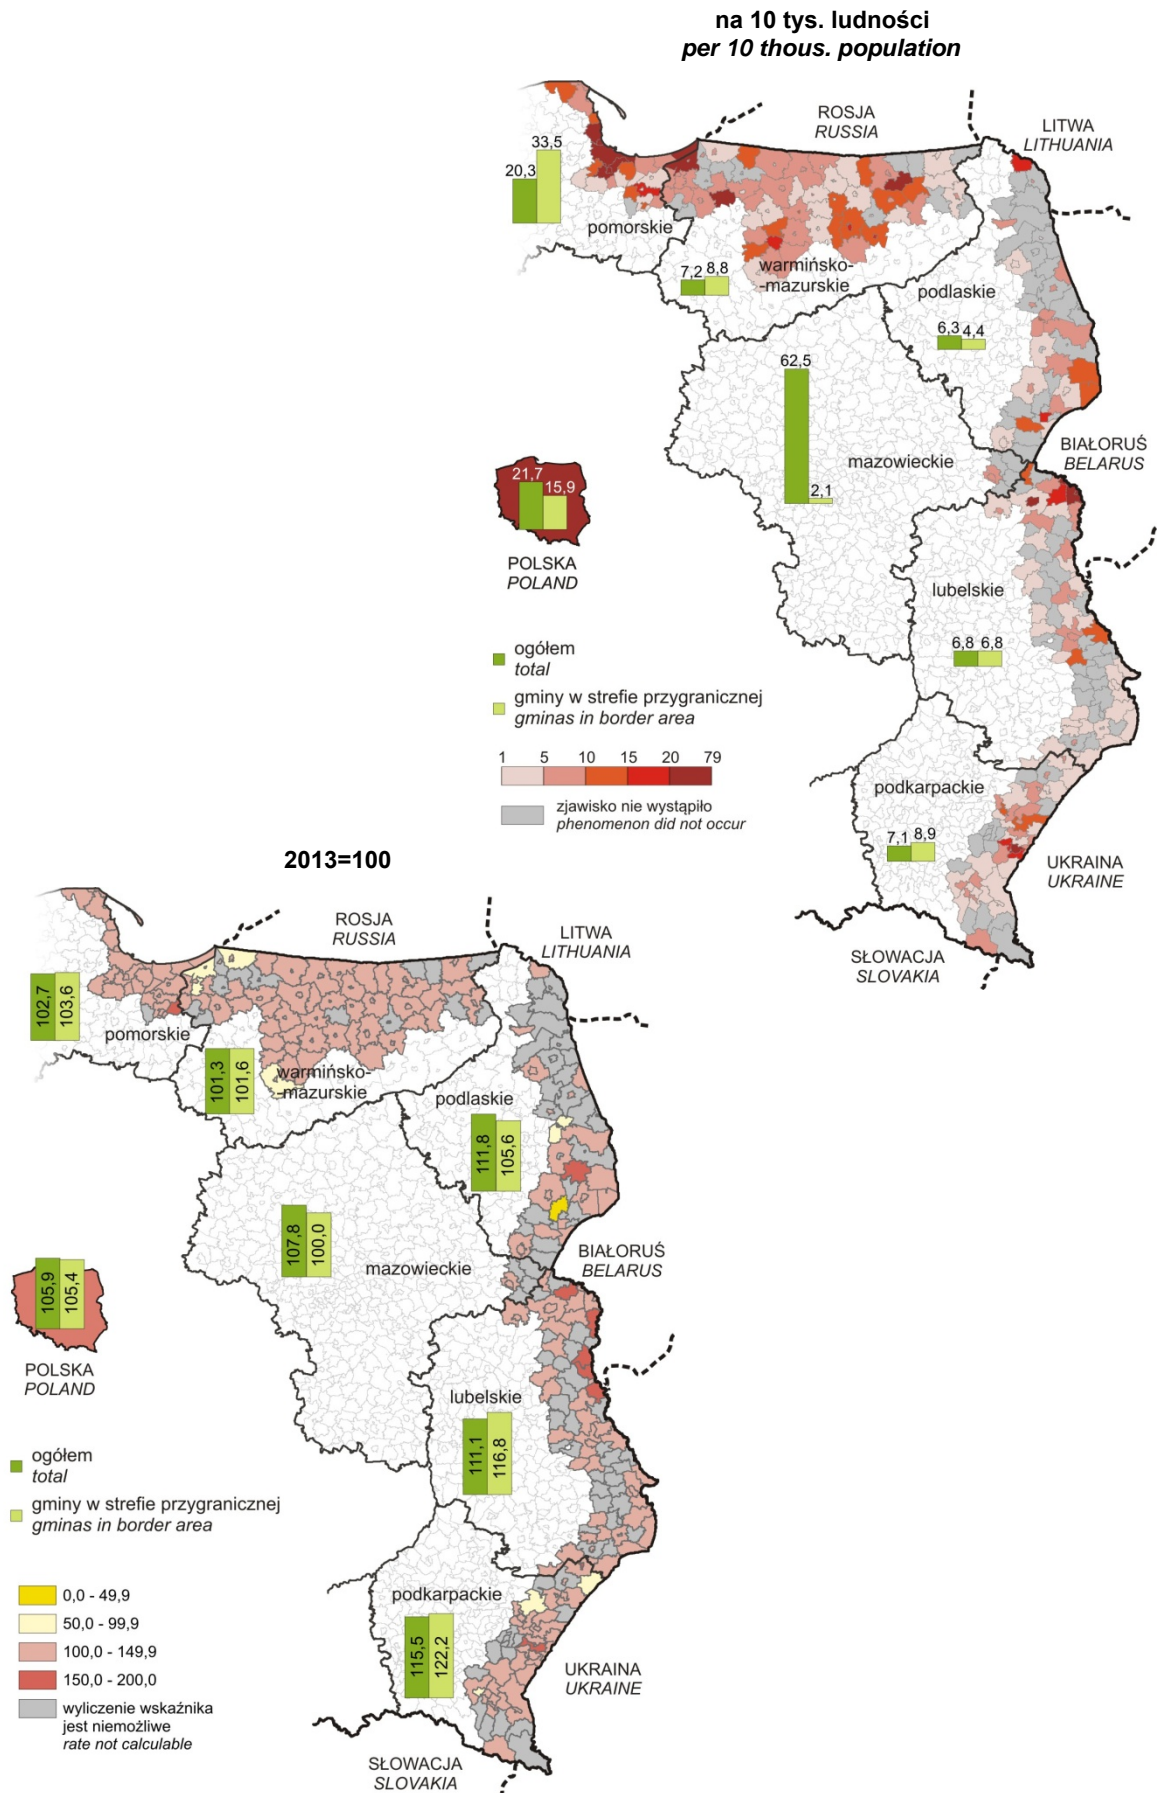 na 10 tys. ludności
per 10 thous. population
ROSJA
RUSSIA
LITWA
LITHUANIA
33,5
20,3
pomorskie
7,2 8,8
warmińsko-
-mazurskie
podlaskie
6,3 4,4
62,5
2,1
mazowieckie
BIAŁORUŚ
BELARUS
21,7
15,9
POLSKA
POLAND
lubelskie
6,8 6,8
ogółem
total
gminy w strefie przygranicznej
gminas in border area
1 5 10 15 20 79
zjawisko nie wystąpiło
phenomenon did not occur
podkarpackie
7,1 8,9
UKRAINA
UKRAINE
SŁOWACJA
SLOVAKIA
2013=100
ROSJA
RUSSIA
LITWA
LITHUANIA
102,7
103,6
pomorskie
101,3
101,6
warmińsko-
-mazurskie
podlaskie
111,8
105,6
107,8
100,0
mazowieckie
BIAŁORUŚ
BELARUS
105,9
105,4
POLSKA
POLAND
lubelskie
111,1
116,8
ogółem
total
gminy w strefie przygranicznej
gminas in border area
0,0 - 49,9
50,0 - 99,9
100,0 - 149,9
150,0 - 200,0
wyliczenie wskaźnika
jest niemożliwe
rate not calculable
podkarpackie
115,5
122,2
UKRAINA
UKRAINE
SŁOWACJA
SLOVAKIA